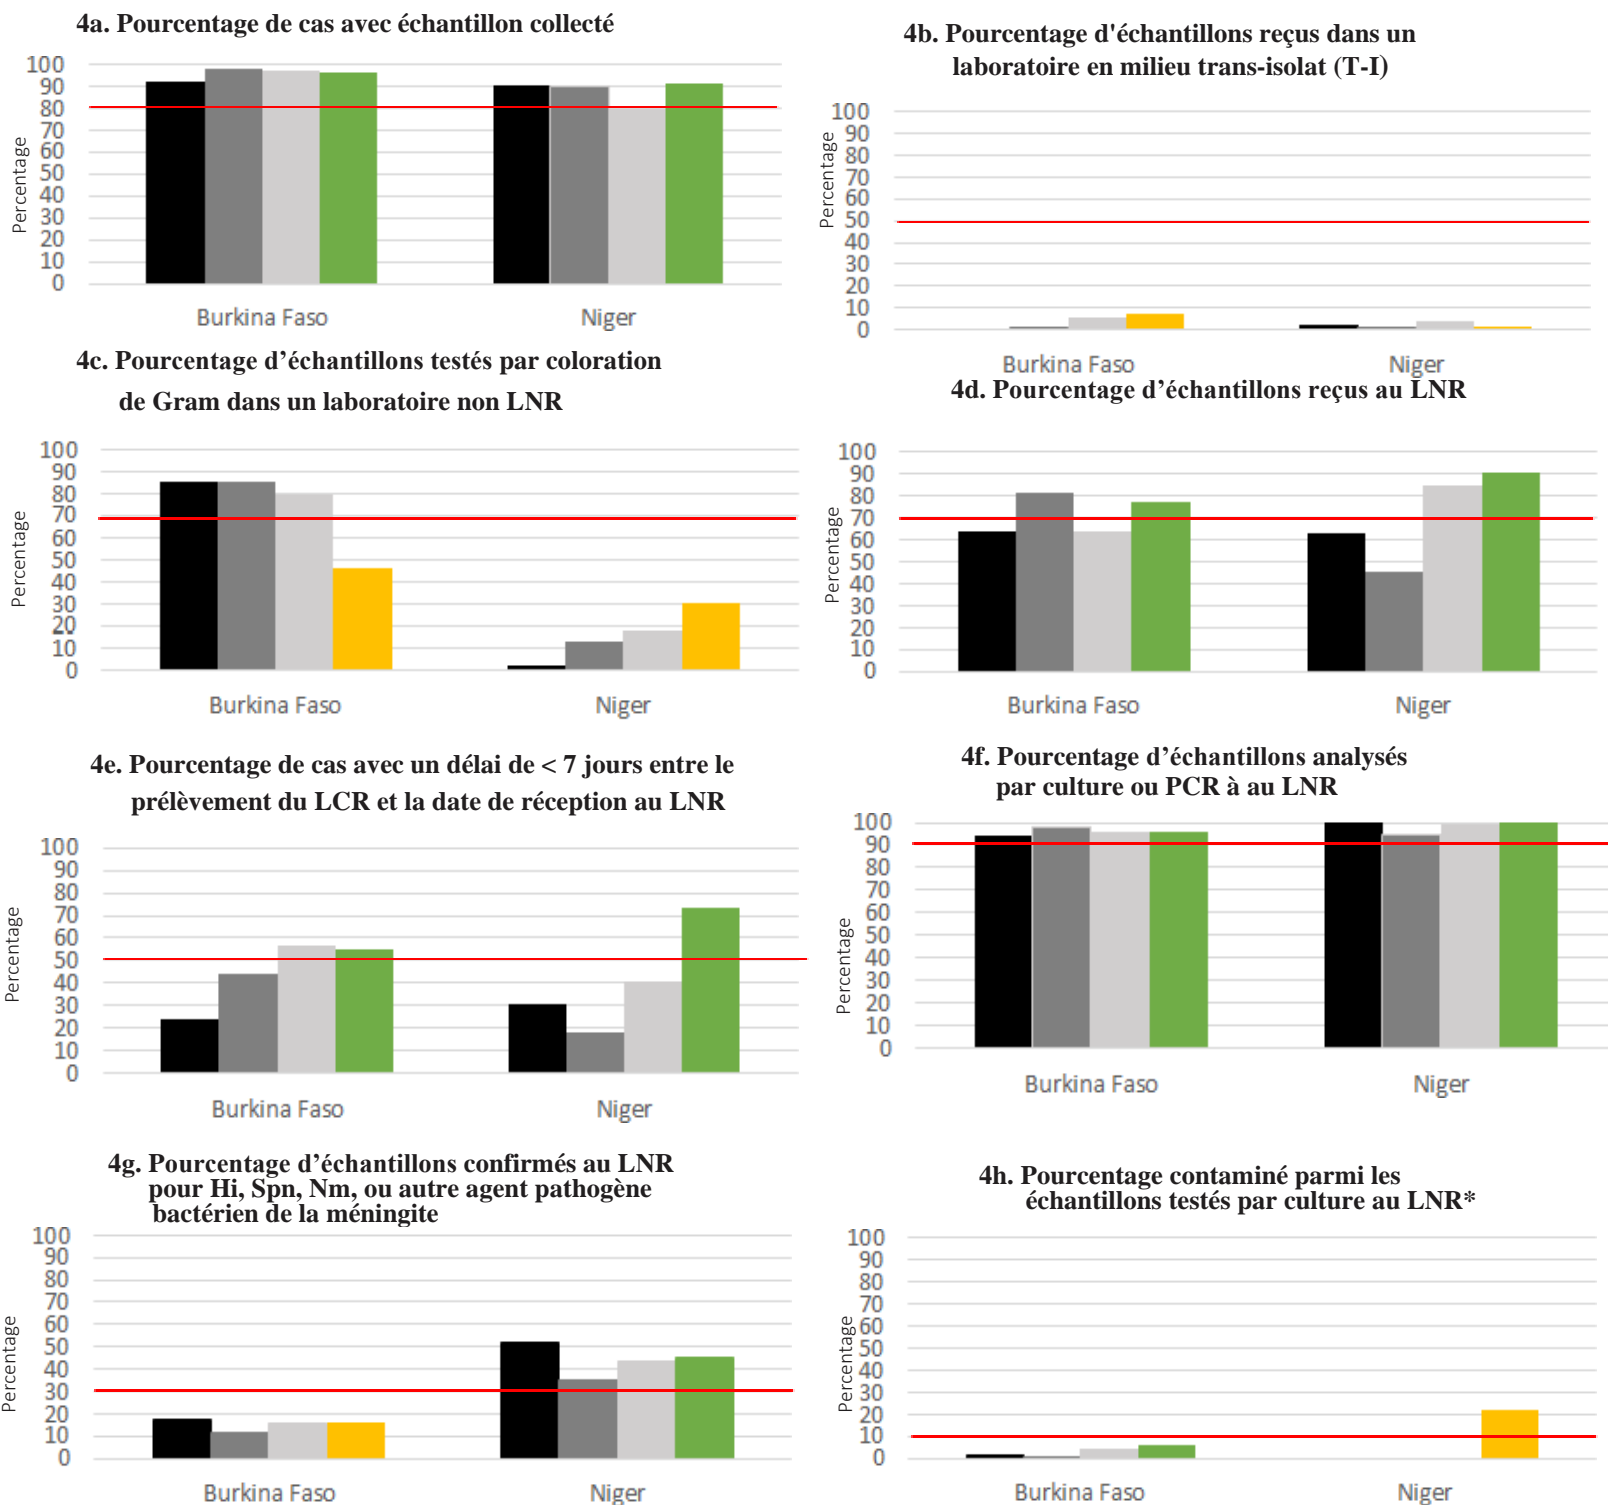 4a. Pourcentage de cas avec échantillon collecté
100
90
80
70
60
50
40
30
20
10
0
Percentage
Burkina Faso
Niger
4b. Pourcentage d'échantillons reçus dans un
laboratoire en milieu trans-isolat (T-I)
100
90
80
70
60
50
40
30
20
10
0
Percentage
Burkina Faso
Niger
4c. Pourcentage d’échantillons testés par coloration
de Gram dans un laboratoire non LNR
100
90
80
70
60
50
40
30
20
10
0
Percentage
Burkina Faso
Niger
4d. Pourcentage d’échantillons reçus au LNR
100
90
80
70
60
50
40
30
20
10
0
Percentage
Burkina Faso
Niger
4e. Pourcentage de cas avec un délai de < 7 jours entre le
prélèvement du LCR et la date de réception au LNR
100
90
80
70
60
50
40
30
20
10
0
Percentage
Burkina Faso
Niger
4f. Pourcentage d’échantillons analysés
par culture ou PCR à au LNR
100
90
80
70
60
50
40
30
20
10
0
Percentage
Burkina Faso
Niger
4g. Pourcentage d’échantillons confirmés au LNR
pour Hi, Spn, Nm, ou autre agent pathogène
bactérien de la méningite
100
90
80
70
60
50
40
30
20
10
0
Percentage
Burkina Faso
Niger
4h. Pourcentage contaminé parmi les
échantillons testés par culture au LNR*
100
90
80
70
60
50
40
30
20
10
0
Percentage
Burkina Faso
Niger